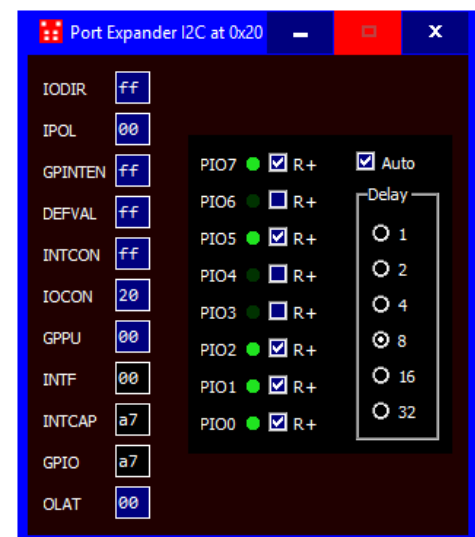 Port Expander I2C at 0x20
IODIR ff
IPOL 00
GPINTEN ff
DEFVAL ff
INTCON ff
IOCON 20
GPPU 00
INTF 00
INTCAP a7
GPIO a7
OLAT 00
PIO7 R+
PIO6 R+
PIO5 R+
PIO4 R+
PIO3 R+
PIO2 R+
PIO1 R+
PIO0 R+
Auto
Delay
1
2
4
8
16
32